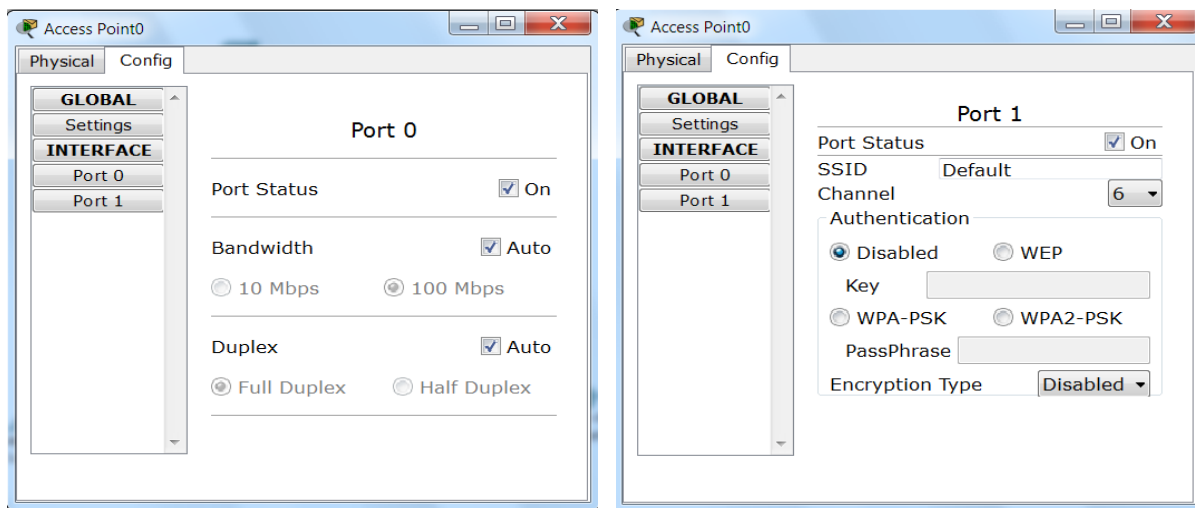 Access Point0
Physical Config
GLOBAL
Settings
INTERFACE
Port 0
Port 1
Port 0
Port Status On
Bandwidth Auto
10 Mbps 100 Mbps
Duplex Auto
Full Duplex Half Duplex
Access Point0
Physical Config
GLOBAL
Settings
INTERFACE
Port 0
Port 1
Port 1
Port Status On
SSID Default
Channel 6
Authentication
Disabled WEP
Key
WPA-PSK WPA2-PSK
PassPhrase
Encryption Type Disabled